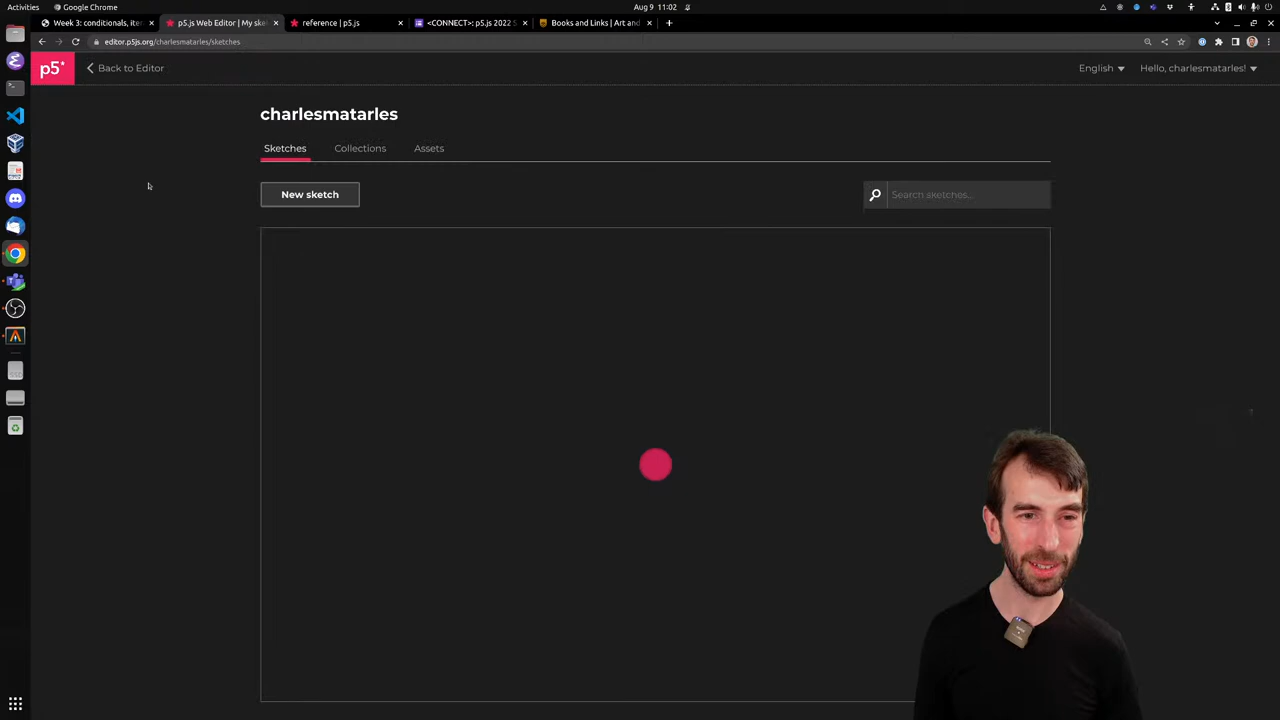 Activities
Google Chrome
Aug 9 11:02
Week 3: conditionals, iter
p5.js Web Editor | My ske
reference | p5.js
<CONNECT>: p5.js 2022 S
Books and Links | Art and
editor.p5js.org/charlesmatarles/sketches
p5*
Back to Editor
English
Hello, charlesmatarles!
charlesmatarles
Sketches
Collections
Assets
New sketch
Search sketches...